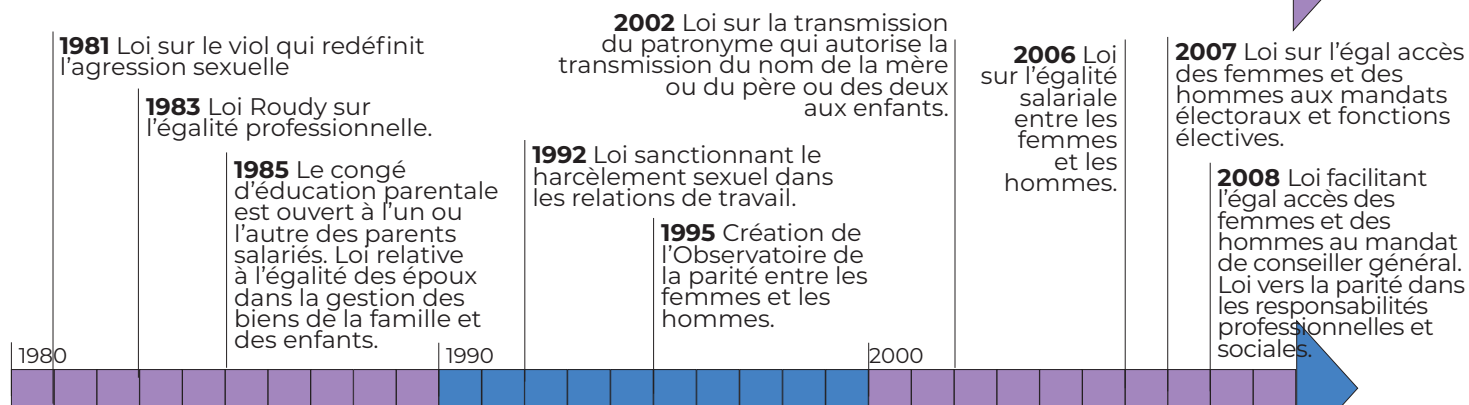 1981 Loi sur le viol qui redéfinit
l'agression sexuelle
1983 Loi Roudy sur
l'égalité professionnelle.
1985 Le congé
d'éducation parentale
est ouvert à l'un ou
l'autre des parents
salariés. Loi relative
à l'égalité des époux
dans la gestion des
biens de la famille et
des enfants.
1992 Loi sanctionnant le
harcèlement sexuel dans
les relations de travail.
1995 Création de
l'Observatoire de
la parité entre les
femmes et les
hommes.
2002 Loi sur la transmission
du patronyme qui autorise la
transmission du nom de la mère
ou du père ou des deux
aux enfants.
2006 Loi
sur l'égalité
salariale
entre les
femmes
et les
hommes.
2007 Loi sur l'égal accès
des femmes et des
hommes aux mandats
électoraux et fonctions
électives.
2008 Loi facilitant
l'égal accès des
femmes et des
hommes au mandat
de conseiller général.
Loi vers la parité dans
les responsabilités
professionnelles et
sociales.
1980
1990
2000